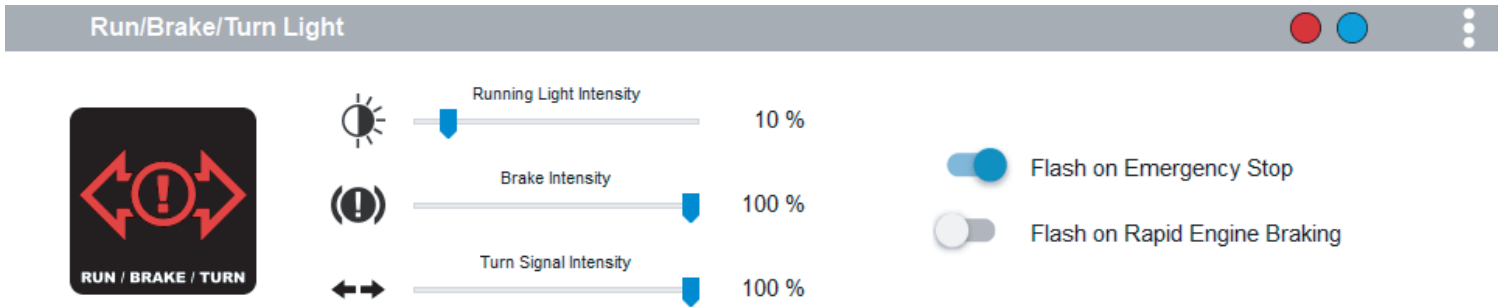 Run/Brake/Turn Light
Running Light Intensity
10 %
Brake Intensity
100 %
Turn Signal Intensity
100 %
Flash on Emergency Stop
Flash on Rapid Engine Braking
RUN / BRAKE / TURN